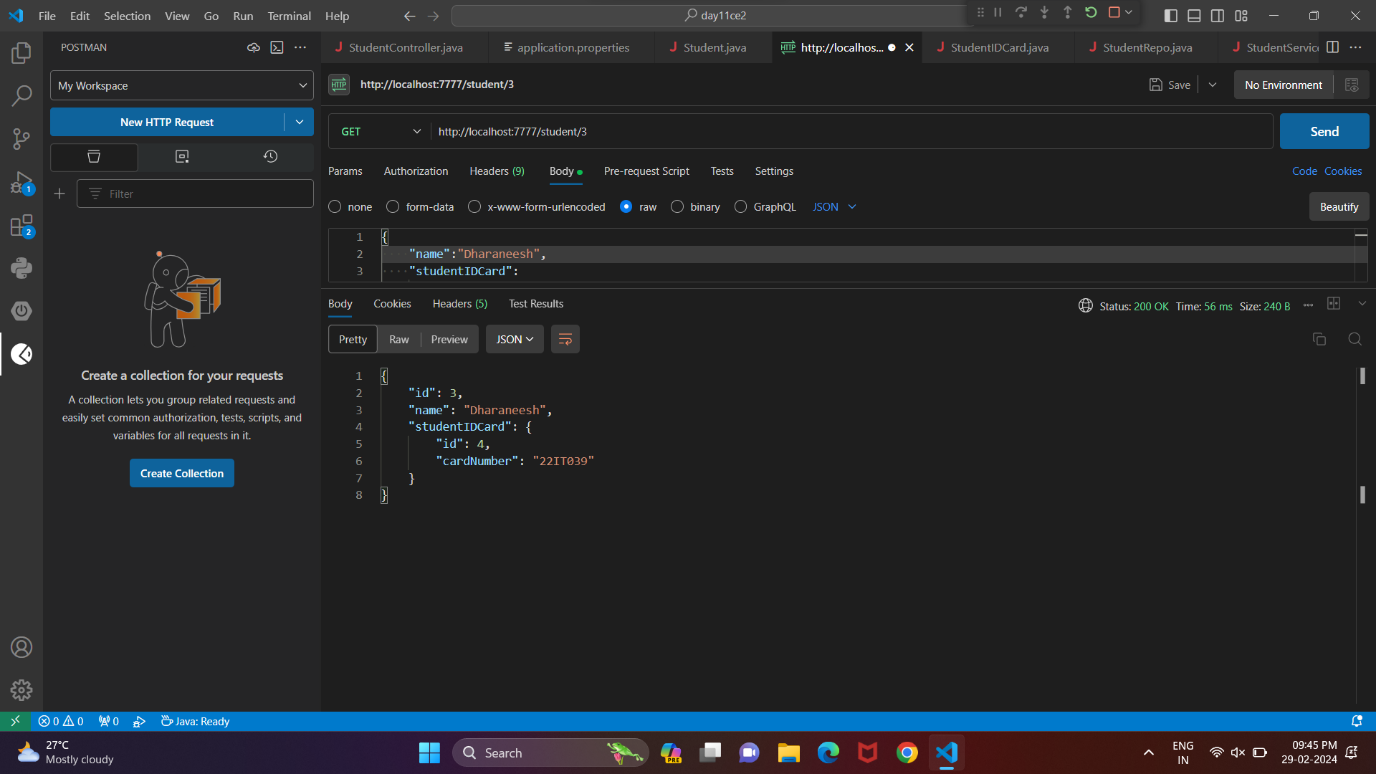 File Edit Selection View Go Run Terminal Help
day11ce2
POSTMAN
StudentController.java
application.properties
Student.java
http://localhos...
StudentIDCard.java
StudentRepo.java
StudentService
My Workspace
http://localhost:7777/student/3
Save
No Environment
New HTTP Request
GET
http://localhost:7777/student/3
Send
Params Authorization Headers (9) Body Pre-request Script Tests Settings
Code Cookies
Filter
none form-data x-www-form-urlencoded raw binary GraphQL JSON
Beautify
1 {
2 "name":"Dharaneesh",
3 "studentIDCard":
Body Cookies Headers (5) Test Results
Status: 200 OK Time: 56 ms Size: 240 B
Pretty Raw Preview JSON
1 {
2 "id": 3,
3 "name": "Dharaneesh",
4 "studentIDCard": {
5 "id": 4,
6 "cardNumber": "22IT039"
7 }
8 }
Create a collection for your requests
A collection lets you group related requests and
easily set common authorization, tests, scripts, and
variables for all requests in it.
Create Collection
1
2
0 0 0 Java: Ready
27°C
Mostly cloudy
Search
PRE
ENG
IN
09:45 PM
29-02-2024